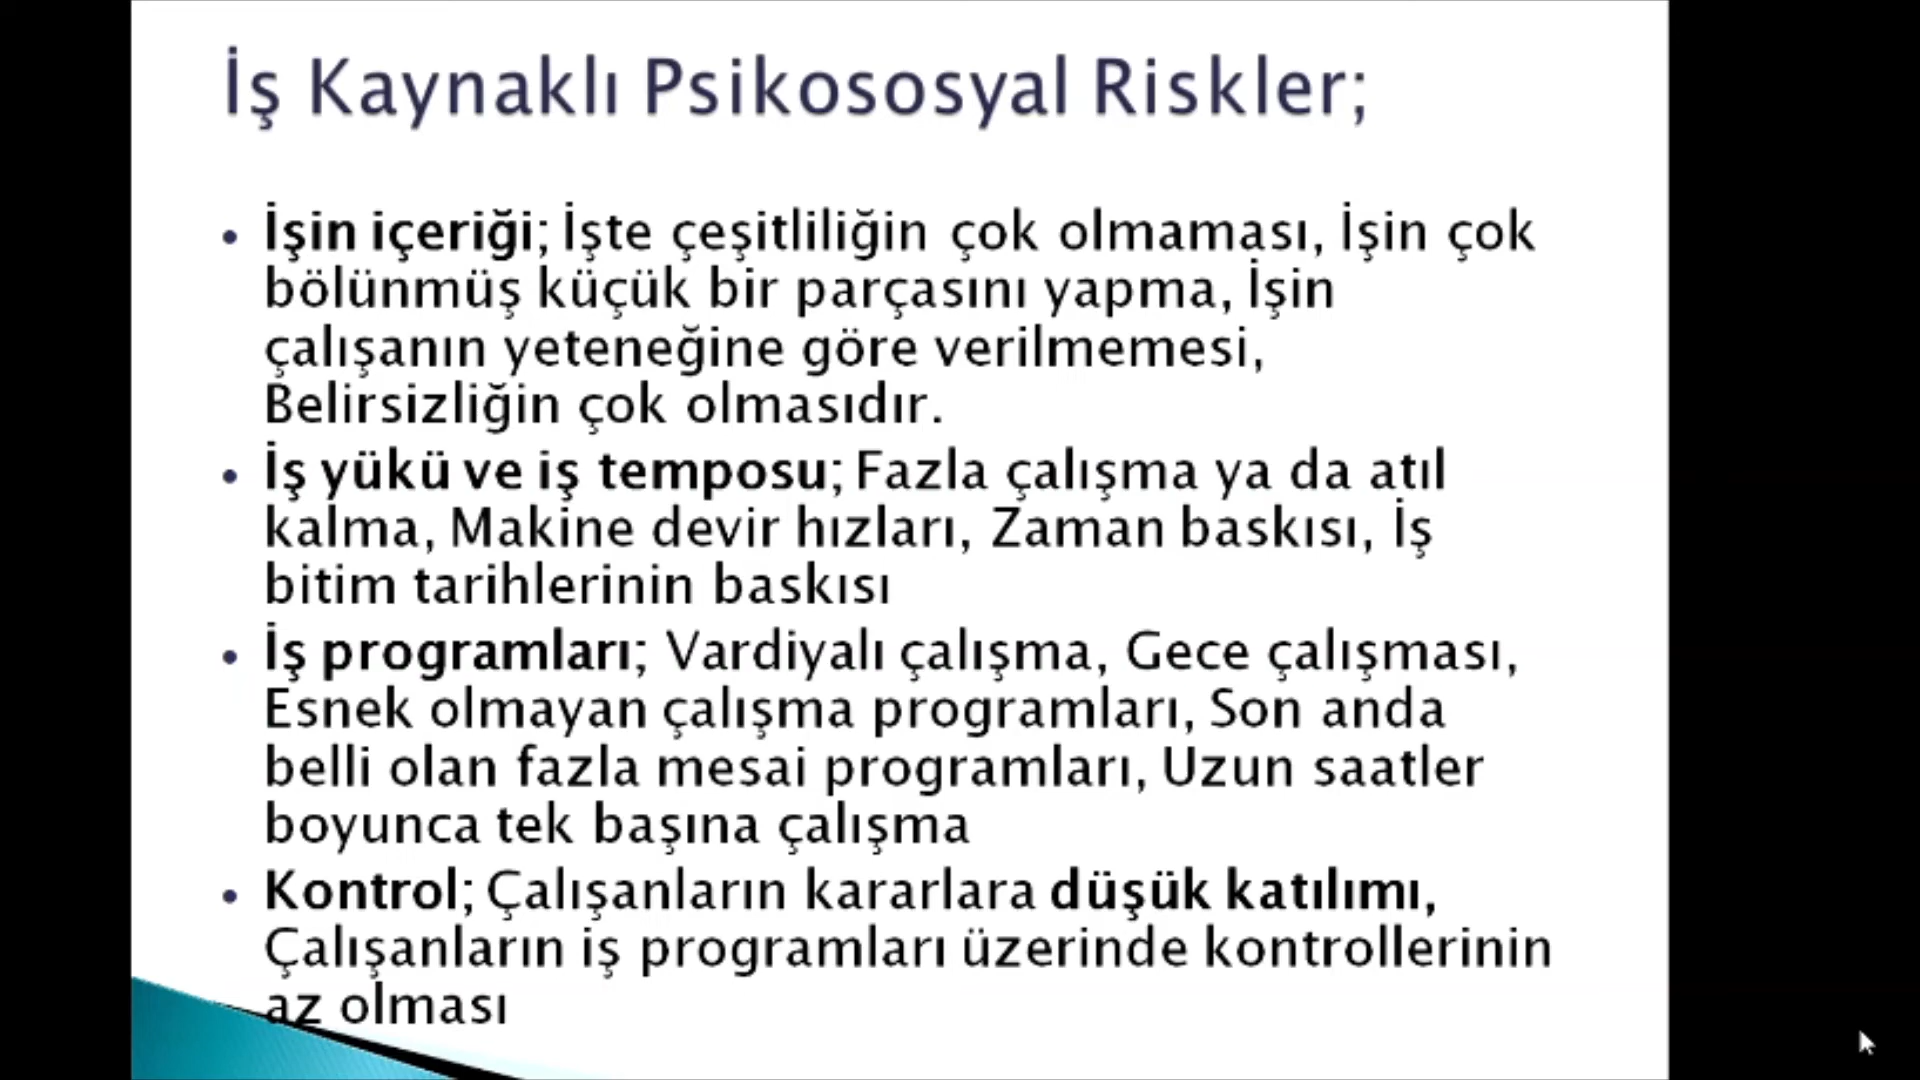 İş Kaynaklı Psikososyal Riskler;
• İşin içeriği; İşte çeşitliliğin çok olmaması, İşin çok
bölünmüş küçük bir parçasını yapma, İşin
çalışanın yeteneğine göre verilmemesi,
Belirsizliğin çok olmasıdır.
• İş yükü ve iş temposu; Fazla çalışma ya da atıl
kalma, Makine devir hızları, Zaman baskısı, İş
bitim tarihlerinin baskısı
• İş programları; Vardiyalı çalışma, Gece çalışması,
Esnek olmayan çalışma programları, Son anda
belli olan fazla mesai programları, Uzun saatler
boyunca tek başına çalışma
• Kontrol; Çalışanların kararlara düşük katılımı,
Çalışanların iş programları üzerinde kontrollerinin
az olması